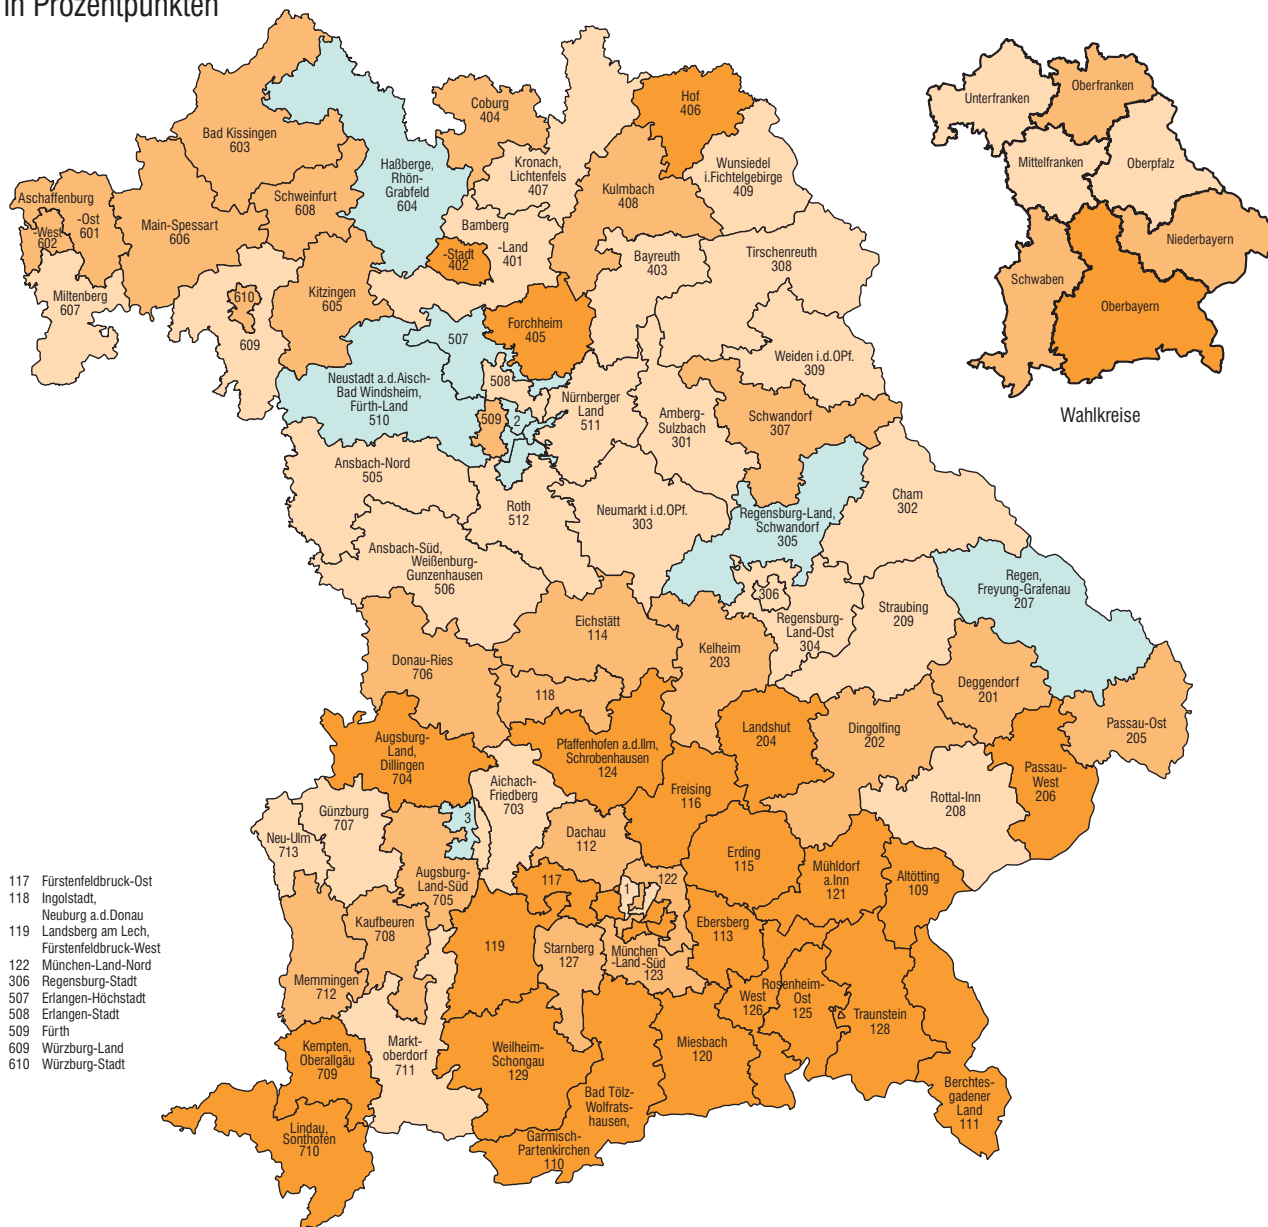 in Prozentpunkten
Hof
406
Coburg
404
Bad Kissingen
603
Haßberge,
Rhön-
Grabfeld
604
Kronach,
Lichtenfels
407
Wunsiedel
i.Fichtelgebirge
409
Kulmbach
408
Aschaffenburg
-Ost
601
-West
602
Schweinfurt
608
Main-Spessart
606
Bamberg
-Land
401
-Stadt
402
Bayreuth
403
Tirschenreuth
308
Miltenberg
607
610
Kitzingen
605
609
Forchheim
405
507
508
Weiden i.d.OPf.
309
Neustadt a.d.Aisch-
Bad Windsheim,
Fürth-Land
510
509
2
Nürnberger
Land
511
Amberg-
Sulzbach
301
Schwandorf
307
Ansbach-Nord
505
Roth
512
Neumarkt i.d.OPf.
303
Regensburg-Land,
Schwandorf
305
Cham
302
Ansbach-Süd,
Weißenburg-
Gunzenhausen
506
306
Regensburg-
Land-Ost
304
Straubing
209
Regen,
Freyung-Grafenau
207
Eichstätt
114
Kelheim
203
Donau-Ries
706
118
Deggendorf
201
Passau-Ost
205
Augsburg-
Land,
Dillingen
704
Pfaffenhofen a.d.Ilm,
Schrobenhausen
124
Landshut
204
Dingolfing
202
Passau-
West
206
Aichach-
Friedberg
703
Freising
116
Rottal-Inn
208
Günzburg
707
Neu-Ulm
713
3
Dachau
112
Erding
115
Mühldorf
a.Inn
121
Altötting
109
Augsburg-
Land-Süd
705
117
1
122
Kaufbeuren
708
119
Starnberg
127
München
-Land-Süd
123
Ebersberg
113
Memmingen
712
West
126
Rosenheim-
Ost
125
Traunstein
128
Kempten,
Oberallgäu
709
Markt-
oberdorf
711
Weilheim-
Schongau
129
Miesbach
120
Bad Tölz-
Wolfrats-
hausen,
Garmisch-
Partenkirchen
110
Berchtes-
gadener
Land
111
Lindau,
Sonthofen
710
Unterfranken
Oberfranken
Mittelfranken
Oberpfalz
Niederbayern
Schwaben
Oberbayern
Wahlkreise
117 Fürstenfeldbruck-Ost
118 Ingolstadt,
Neuburg a.d.Donau
119 Landsberg am Lech,
Fürstenfeldbruck-West
122 München-Land-Nord
306 Regensburg-Stadt
507 Erlangen-Höchstadt
508 Erlangen-Stadt
509 Fürth
609 Würzburg-Land
610 Würzburg-Stadt